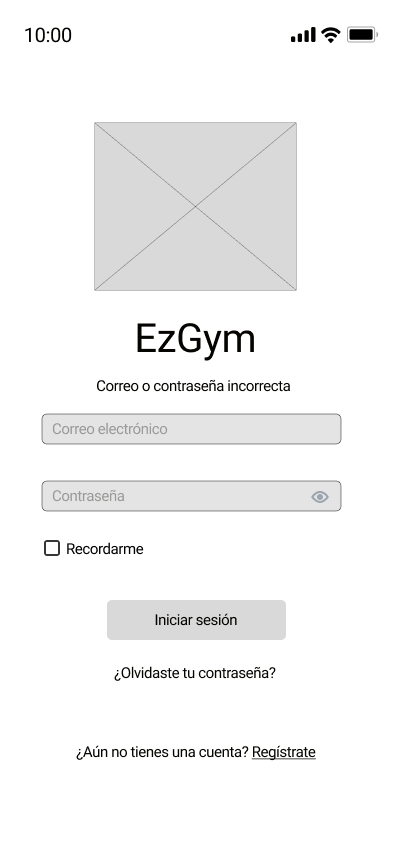 10:00
EzGym
Correo o contraseña incorrecta
Correo electrónico
Contraseña
Recordarme
Iniciar sesión
¿Olvidaste tu contraseña?
¿Aún no tienes una cuenta? Regístrate